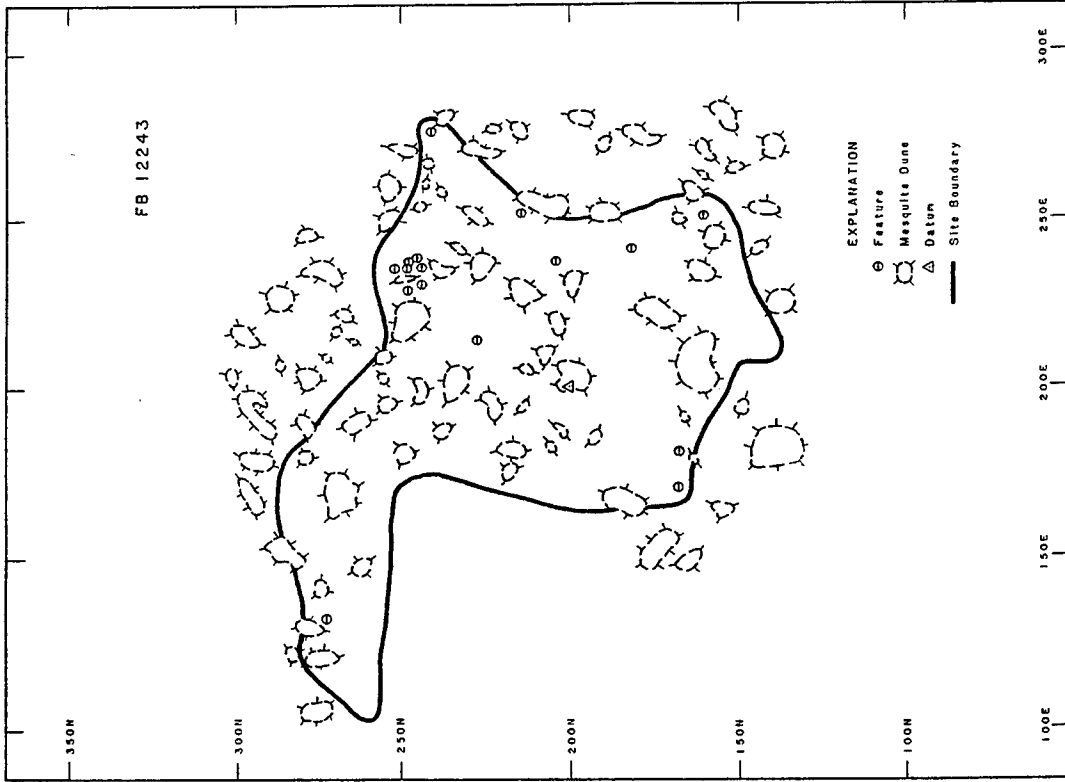 FB 12243
EXPLANATION
Feature
Mesquite Dune
Datum
Site Boundary
350N
250N
300N
250N
200N
150N
100N
100E
150E
200E
250E
300E